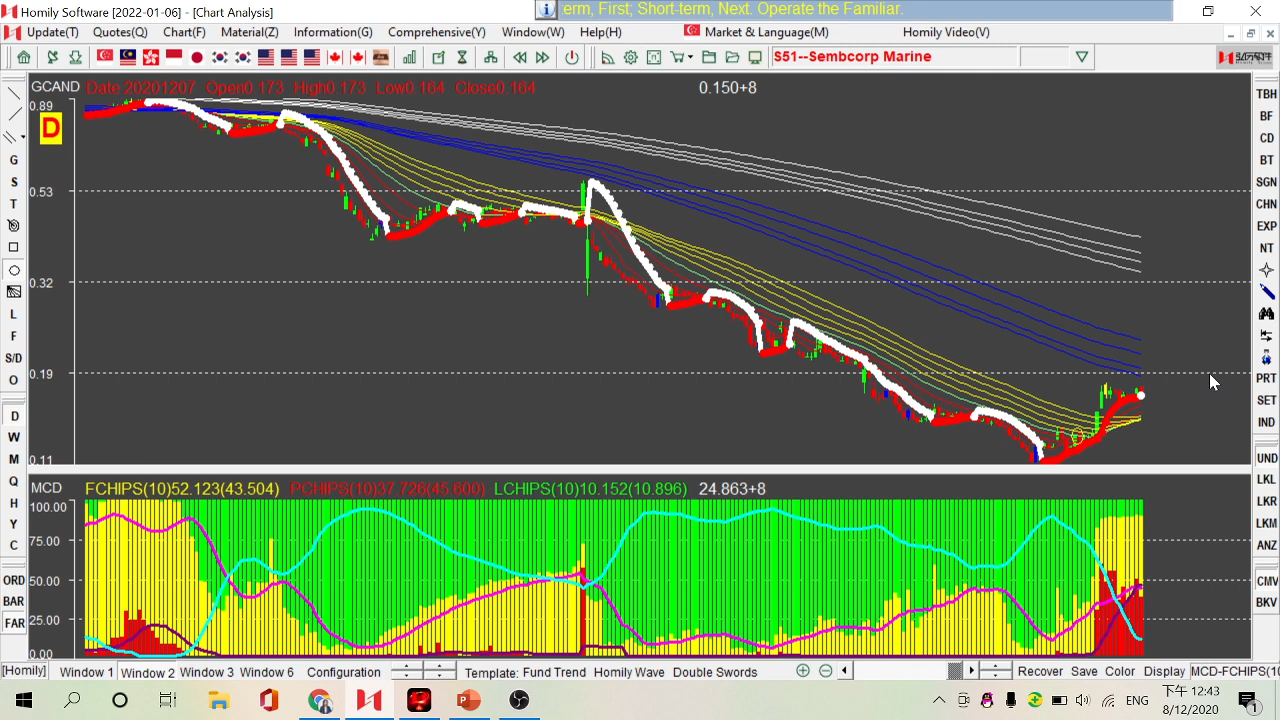 Homily Software [2022-01-06] - [Chart Analysis]
erm, First; Short-term, Next. Operate the Familiar.
Update(T) Quotes(Q) Chart(F) Material(Z) Information(G) Comprehensive(Y) Window(W) Help(H) Market & Language(M) Homily Video(V)
S51--Sembcorp Marine
GCAND Date 20201207 Open0.173 High0.173 Low0.164 Close0.164 0.150+8
0.89
D
0.53
0.32
0.19
0.11
MCD FCHIPS(10)52.123(43.504) PCHIPS(10)37.726(45.600) LCHIPS(10)10.152(10.896) 24.863+8
100.00
75.00
50.00
25.00
0.00
G
S
T
L
F
S/D
O
D
W
M
Q
H
Y
C
ORD
BAR
FAR
TBH
BF
CD
BT
SGN
CHN
EXP
NT
PRT
SET
IND
UND
LKL
LKR
LKM
ANZ
CMV
BKV
[Homily] Window 1 Window 2 Window 3 Window 6 Configuration Template: Fund Trend Homily Wave Double Swords Recover Save Color Display MCD-FCHIPS(10
ENG
下午 12:43
8/12/2020
1